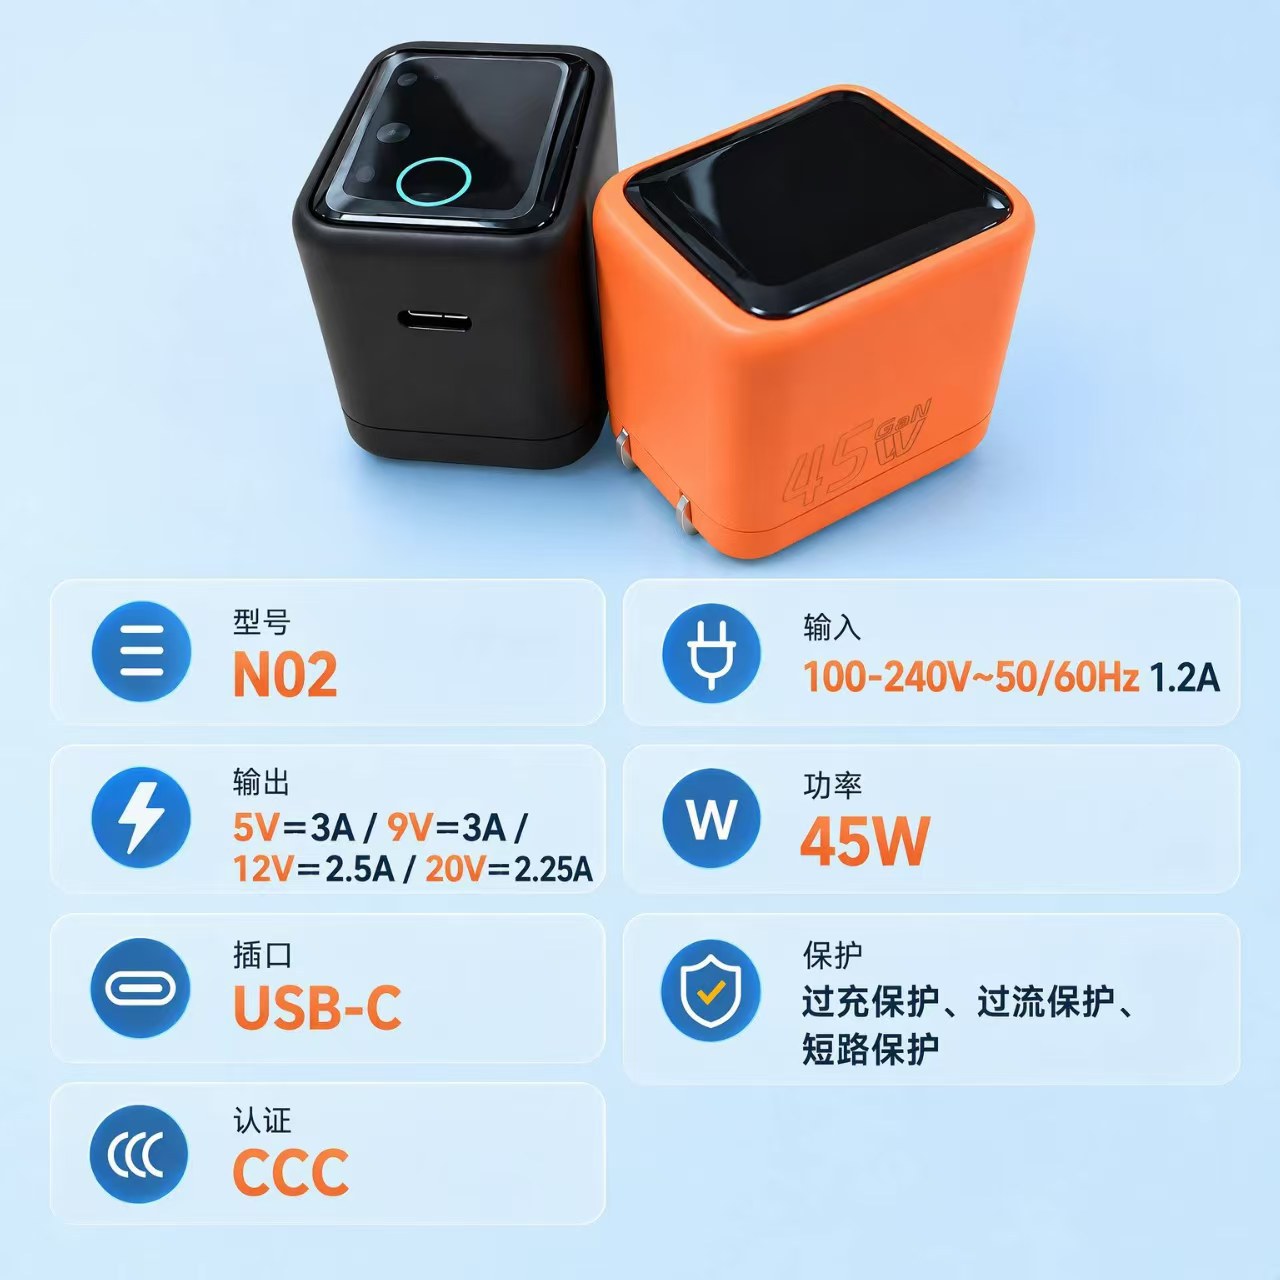 45W GaN
型号
N02
输入
100-240V~50/60Hz 1.2A
输出
5V=3A / 9V=3A /
12V=2.5A / 20V=2.25A
功率
W
45W
插口
USB-C
保护
过充保护、过流保护、
短路保护
认证
CCC